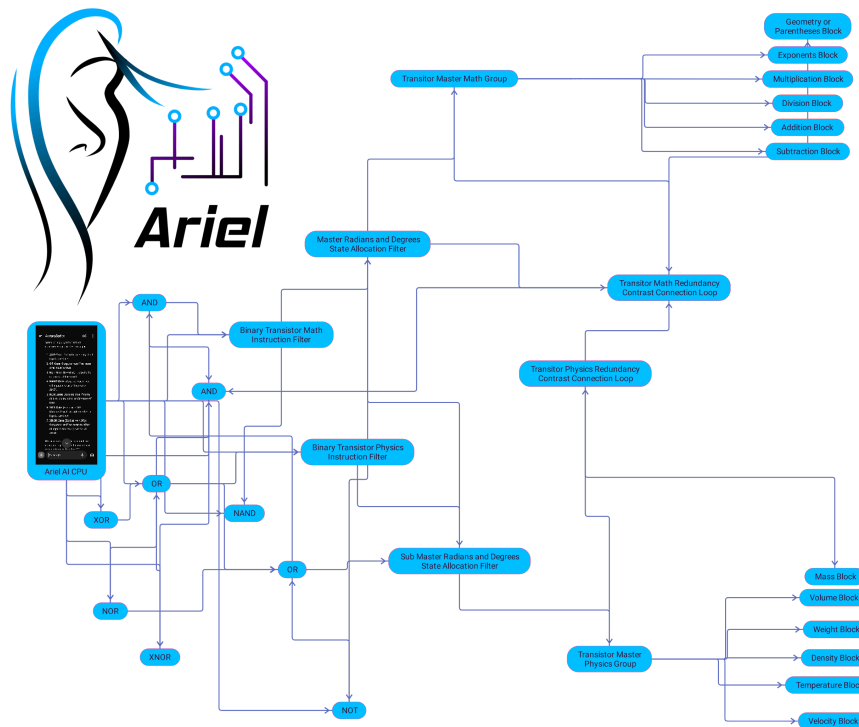 Ariel
Geometry or
Parentheses Block
Exponents Block
Transitor Master Math Group
Multiplication Block
Division Block
Addition Block
Subtraction Block
Master Radians and Degrees
State Allocation Filter
Transitor Math Redundancy
Contrast Connection Loop
AND
Binary Transistor Math
Instruction Filter
Transitor Physics Redundancy
Contrast Connection Loop
AND
Binary Transistor Physics
Instruction Filter
Ariel AI CPU
OR
XOR
NAND
Sub Master Radians and Degrees
State Allocation Filter
OR
Mass Block
Volume Block
NOR
Weight Block
XNOR
Transistor Master
Physics Group
Density Block
Temperature Bloc
NOT
Velocity Block